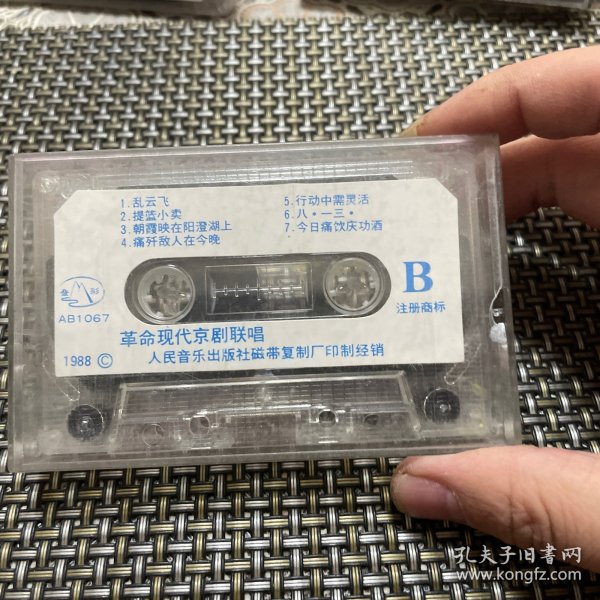 1.乱云飞
2.提篮小卖
3.朝霞映在阳澄湖上
4.痛歼敌人在今晚
5.行动中需灵活
6.八·一三·
7.今日痛饮庆功酒
AB1067
B
注册商标
革命现代京剧联唱
1988 ©
人民音乐出版社磁带复制厂印制经销
孔夫子旧書网
www.kongfz.com